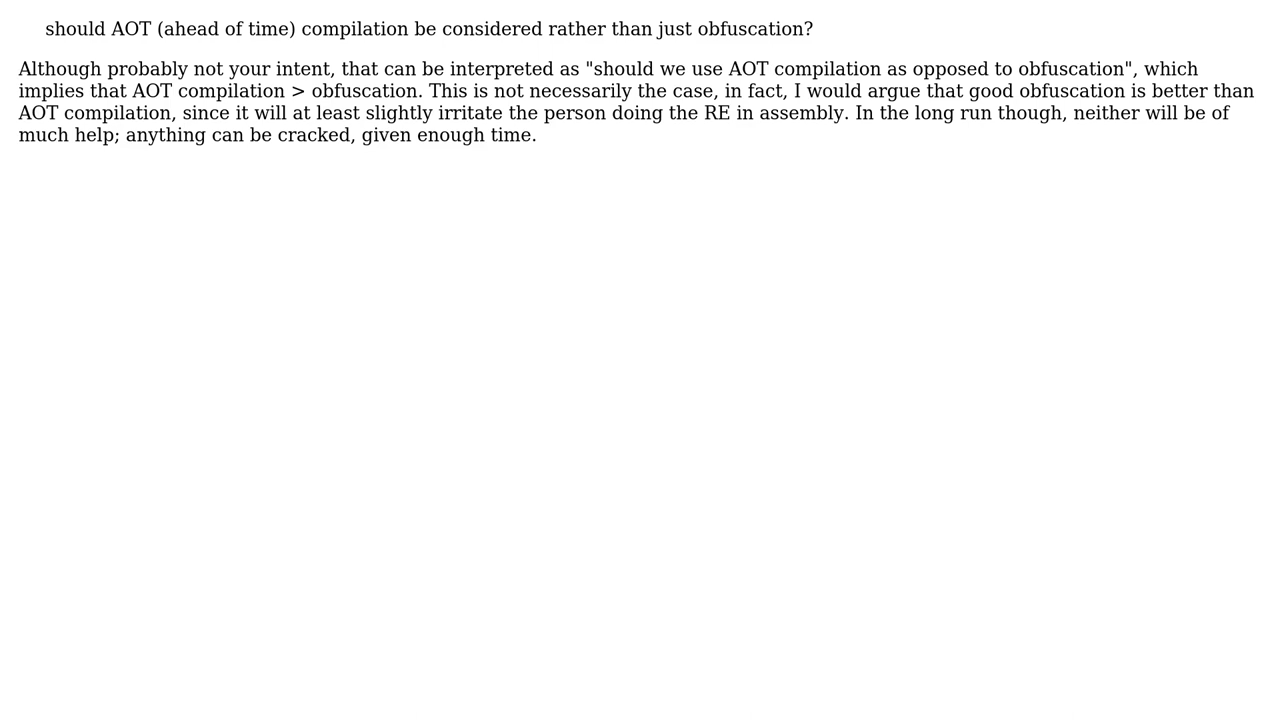 should AOT (ahead of time) compilation be considered rather than just obfuscation?
Although probably not your intent, that can be interpreted as "should we use AOT compilation as opposed to obfuscation", which
implies that AOT compilation > obfuscation. This is not necessarily the case, in fact, I would argue that good obfuscation is better than
AOT compilation, since it will at least slightly irritate the person doing the RE in assembly. In the long run though, neither will be of
much help; anything can be cracked, given enough time.